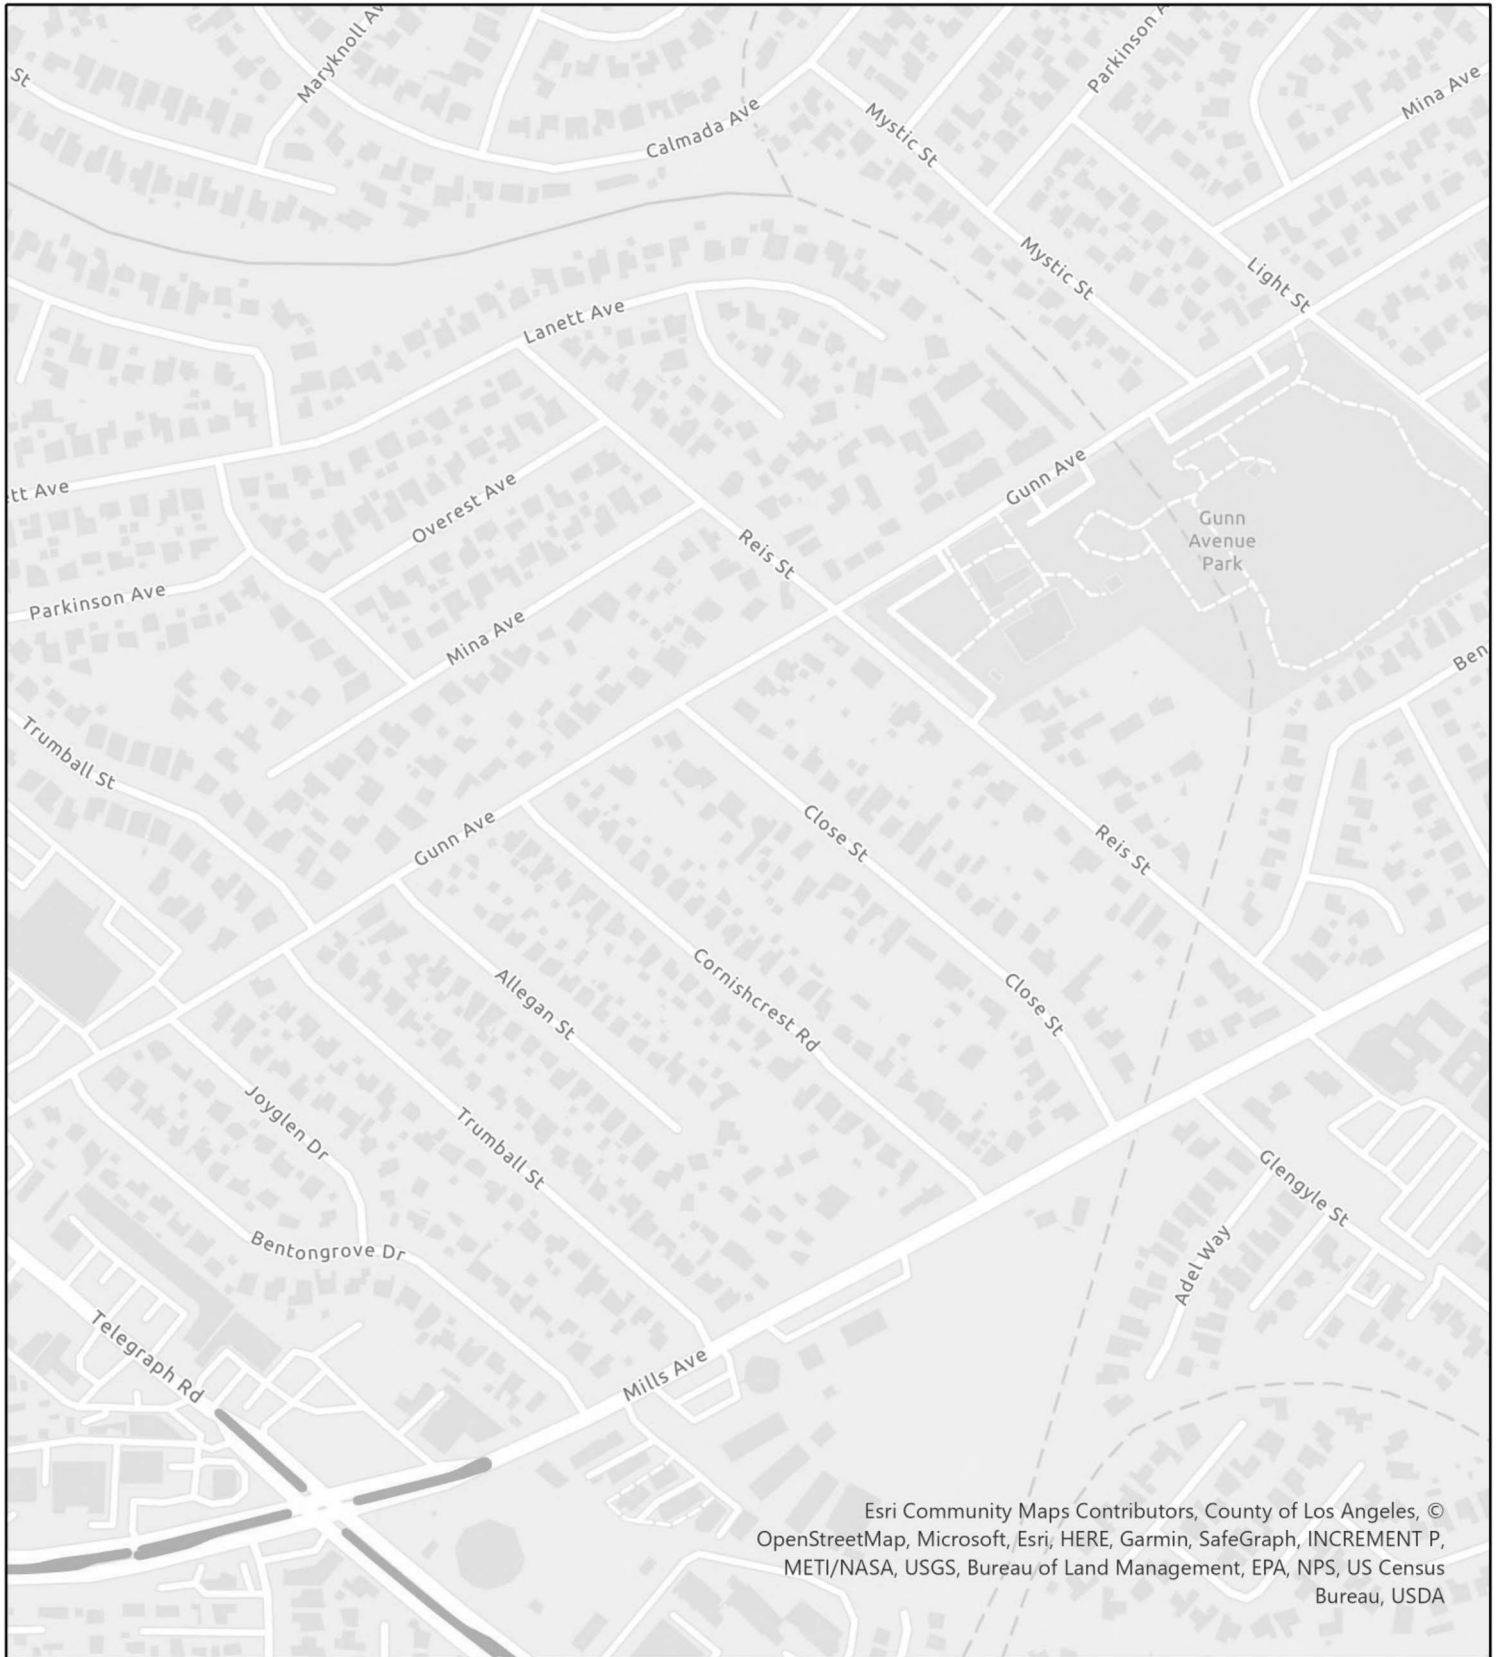 Maryknoll Av
Parkinson A
St
Mina Ave
Calmada Ave
Mystic St
Mystic St
Light St
Lanett Ave
Gunn Ave
tt Ave
Overest Ave
Gunn
Avenue
Park
Reis St
Parkinson Ave
Mina Ave
Ben
Trumball St
Gunn Ave
Close St
Reis St
Cornishcrest Rd
Allegan St
Close St
Joyglen Dr
Trumball St
Glengyle St
Bentongrove Dr
Adel Way
Telegraph Rd
Mills Ave
Esri Community Maps Contributors, County of Los Angeles, ©
OpenStreetMap, Microsoft, Esri, HERE, Garmin, SafeGraph, INCREMENT P,
METI/NASA, USGS, Bureau of Land Management, EPA, NPS, US Census
Bureau, USDA